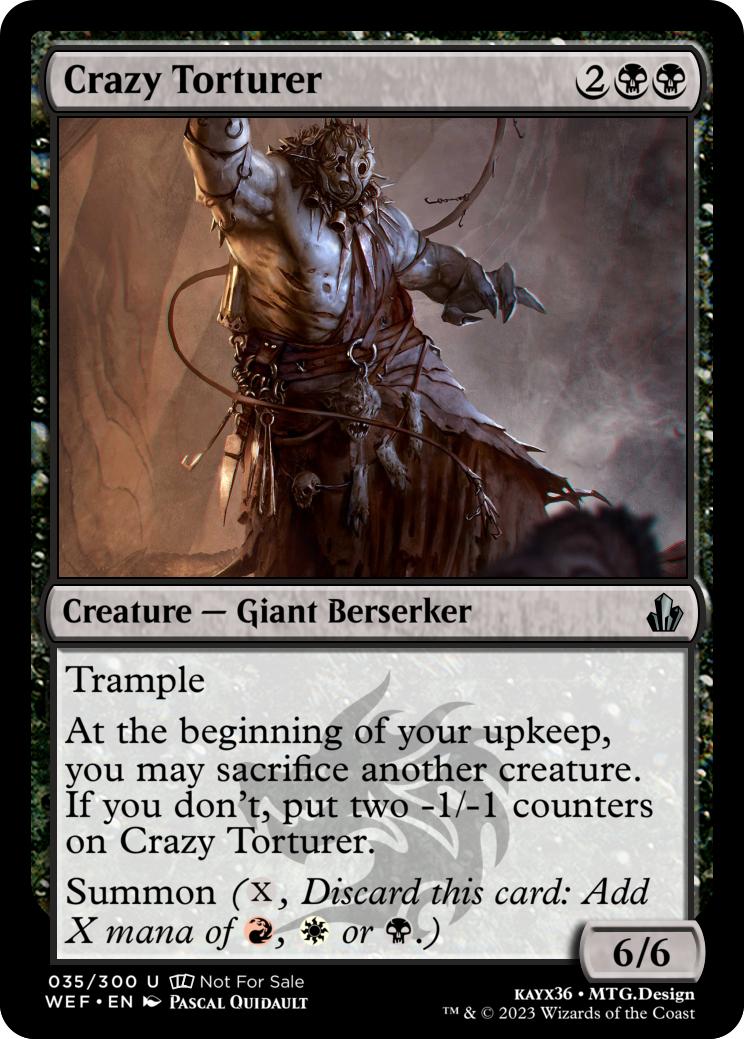 Crazy Torturer 2
Creature — Giant Berserker
Trample
At the beginning of your upkeep,
you may sacrifice another creature.
If you don't, put two -1/-1 counters
on Crazy Torturer.
Summon (X, Discard this card: Add
X mana of , or .)
6/6
035/300 U Not For Sale
WEF • EN Pascal Quidault
KAYX36 • MTG.Design
™ & © 2023 Wizards of the Coast